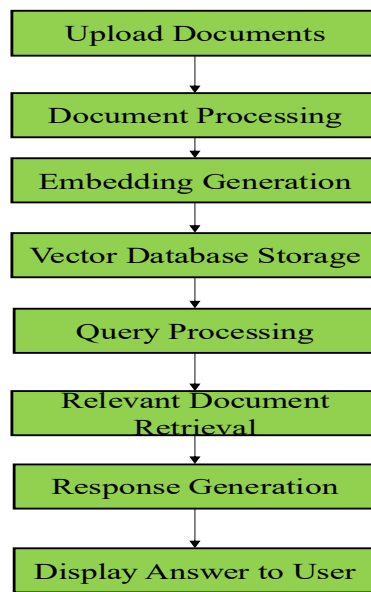 Upload Documents
Document Processing
Embedding Generation
Vector Database Storage
Query Processing
Relevant Document
Retrieval
Response Generation
Display Answer to User